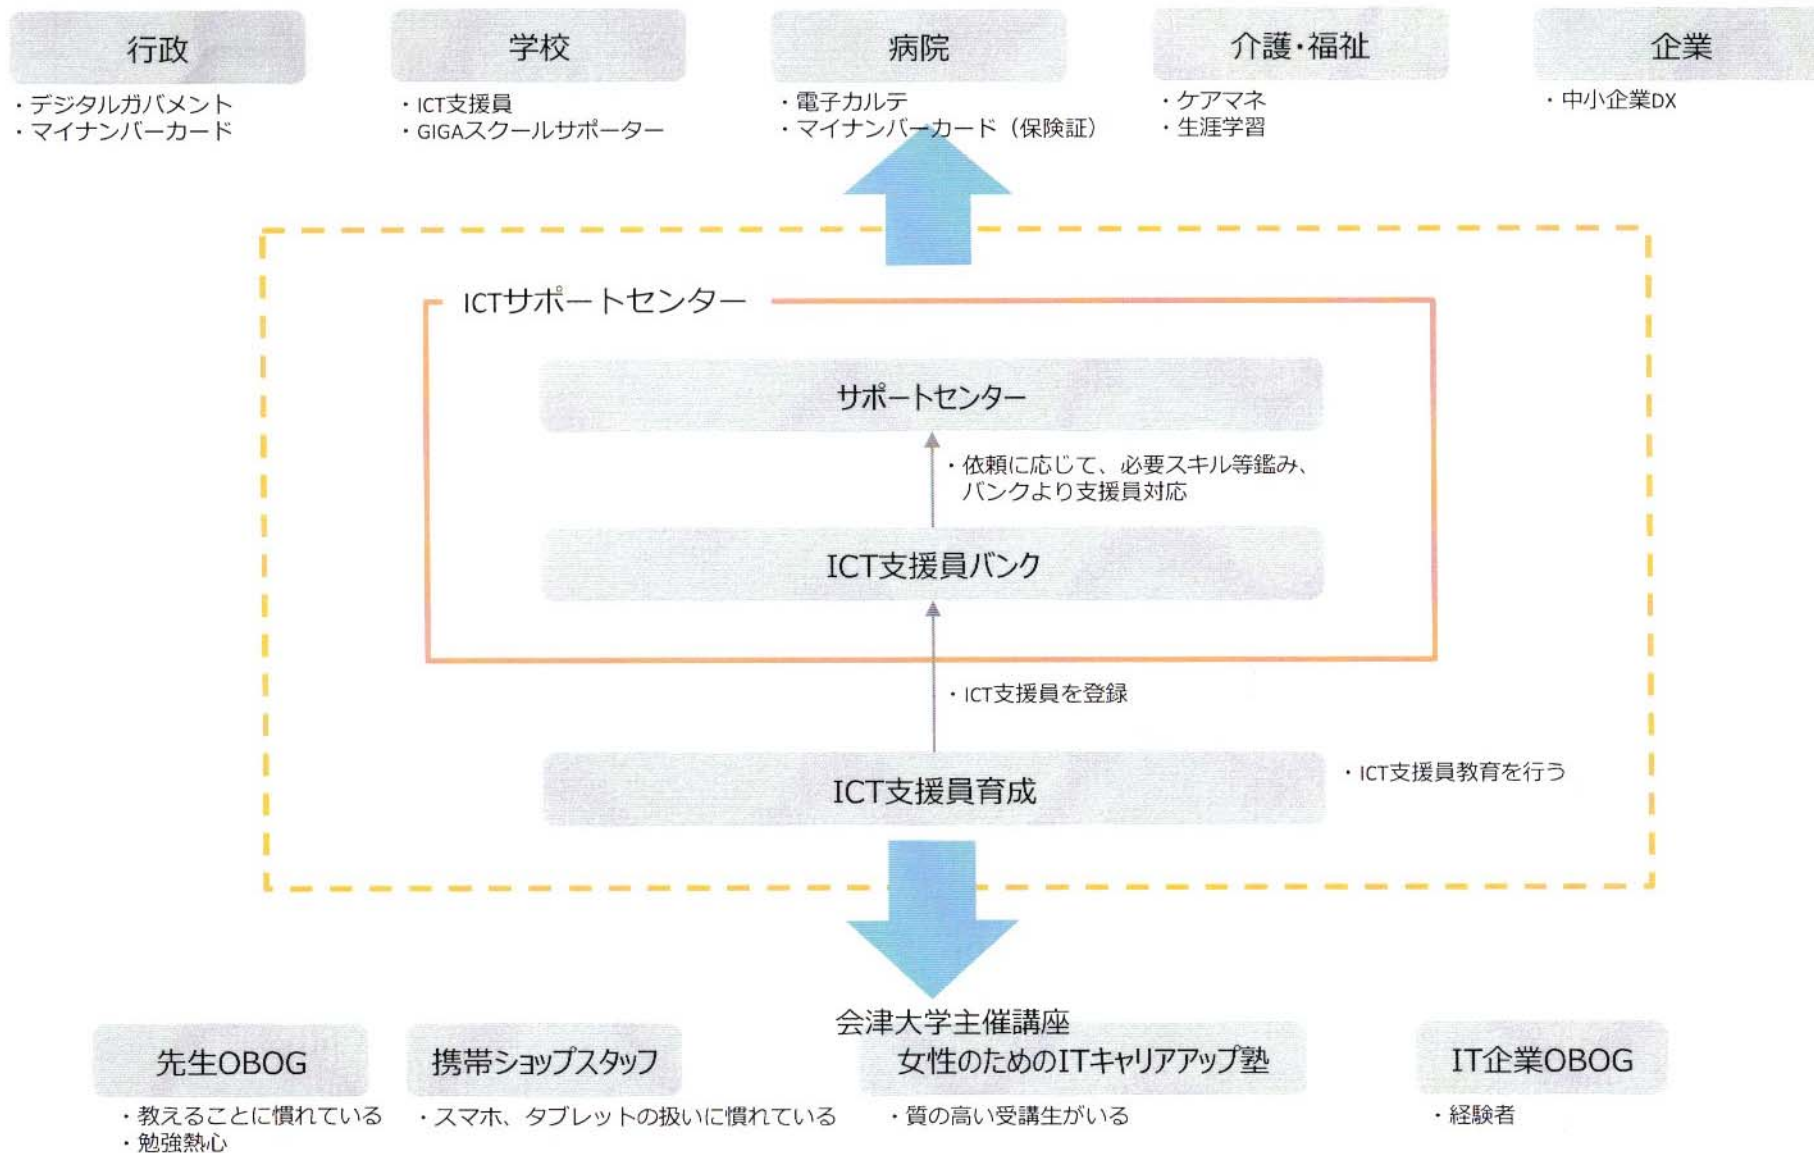 行政
・デジタルガバメント
・マイナンバーカード
学校
・ICT支援員
・GIGAスクールサポーター
病院
・電子カルテ
・マイナンバーカード（保険証）
介護・福祉
・ケアマネ
・生涯学習
企業
・中小企業DX
ICTサポートセンター
サポートセンター
・依頼に応じて、必要スキル等鑑み、
バンクより支援員対応
ICT支援員バンク
・ICT支援員を登録
ICT支援員育成
・ICT支援員教育を行う
先生OBOG
・教えることに慣れている
・勉強熱心
携帯ショップスタッフ
・スマホ、タブレットの扱いに慣れている
会津大学主催講座
女性のためのITキャリアアップ塾
・質の高い受講生がいる
IT企業OBOG
・経験者